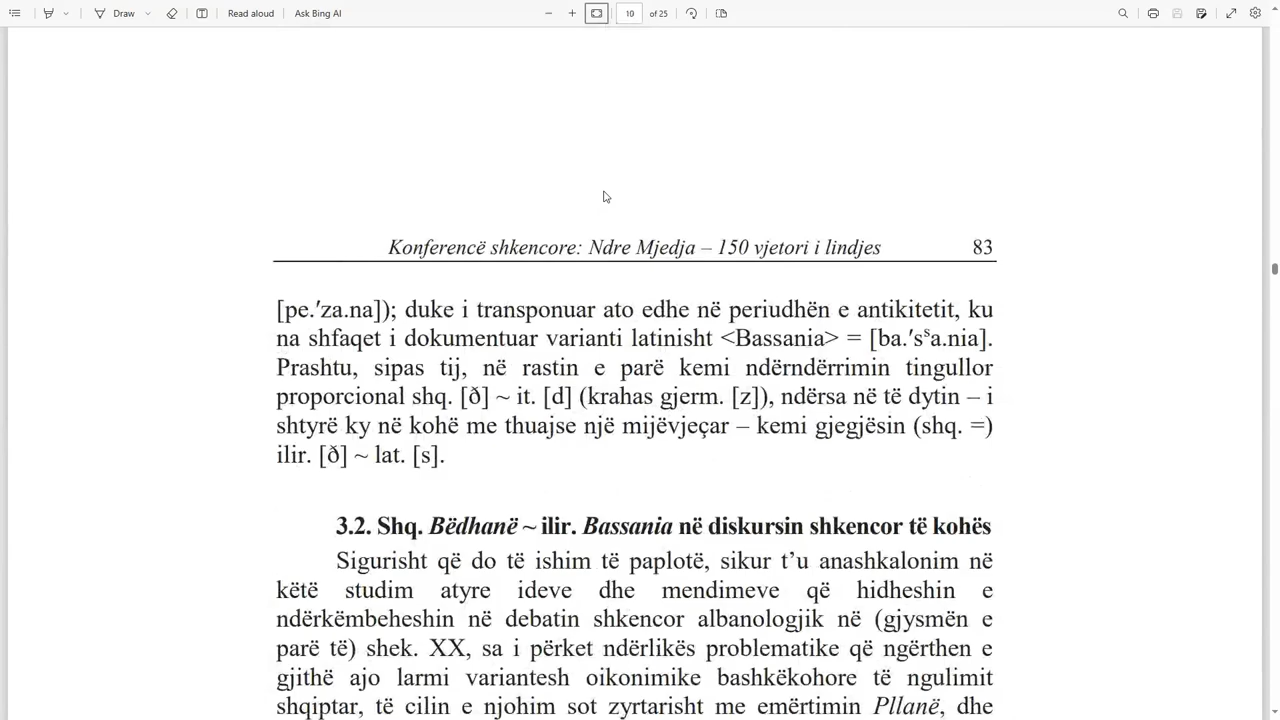 Draw
Read aloud
Ask Bing AI
10
of 25
Konferencë shkencore: Ndre Mjedja – 150 vjetori i lindjes 83
[pe.ˈza.na]); duke i transponuar ato edhe në periudhën e antikitetit, ku
na shfaqet i dokumentuar varianti latinisht <Bassania> = [ba.ˈsˢa.nia].
Prashtu, sipas tij, në rastin e parë kemi ndërndërrimin tingullor
proporcional shq. [ð] ~ it. [d] (krahas gjerm. [z]), ndërsa në të dytin – i
shtyrë ky në kohë me thuajse një mijëvjeçar – kemi gjegjësin (shq. =)
ilir. [ð] ~ lat. [s].
3.2. Shq. Bëdhanë ~ ilir. Bassania në diskursin shkencor të kohës
Sigurisht që do të ishim të paplotë, sikur t’u anashkalonim në
këtë studim atyre ideve dhe mendimeve që hidheshin e
ndërkëmbeheshin në debatin shkencor albanologjik në (gjysmën e
parë të) shek. XX, sa i përket ndërlikës problematike që ngërthen e
gjithë ajo larmi variantesh oikonimike bashkëkohore të ngulimit
shqiptar, të cilin e njohim sot zyrtarisht me emërtimin Pllanë, dhe